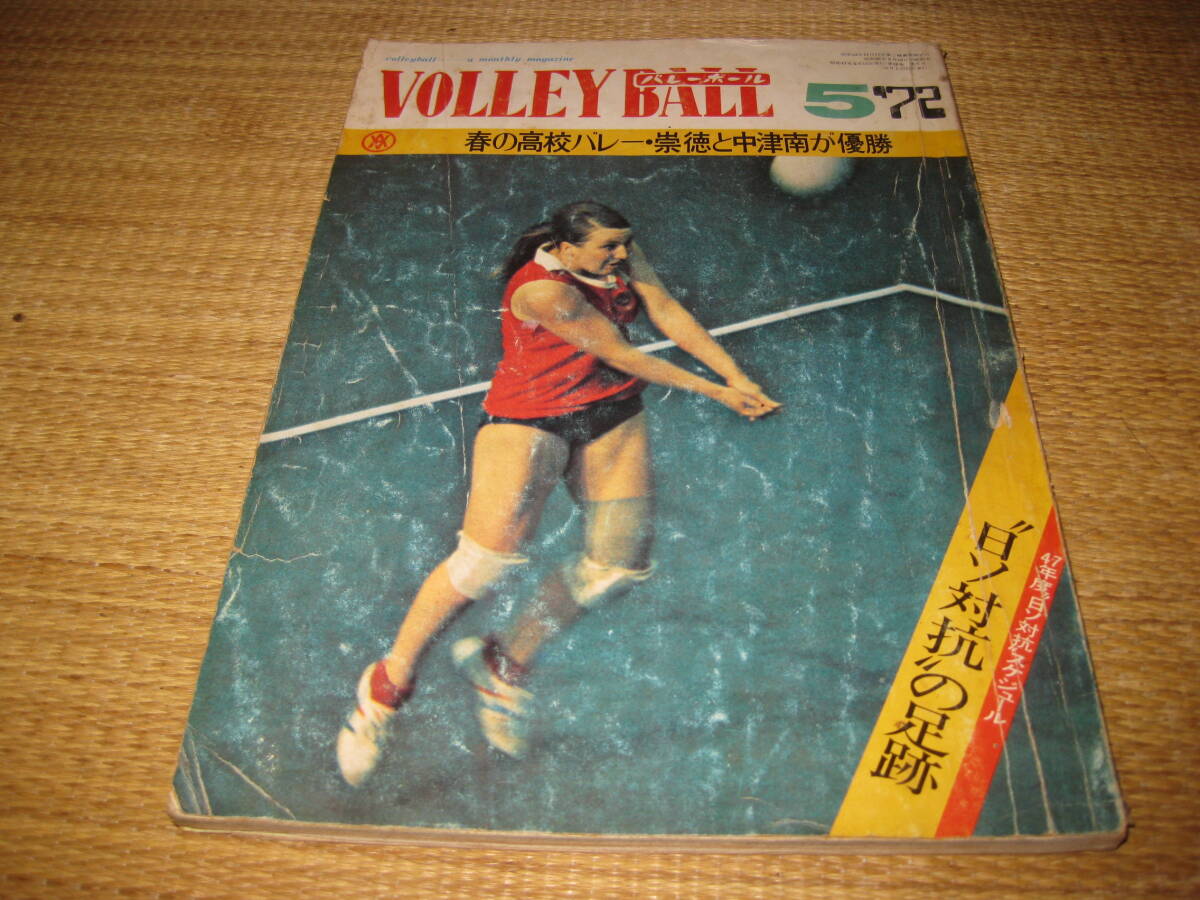 volleyball a monthly magazine
VOLLEYBALL
バレーボール
5 '72
春の高校バレー・崇徳と中津南が優勝
"日ソ対抗"の足跡
47年度"日ソ対抗"スケジュール